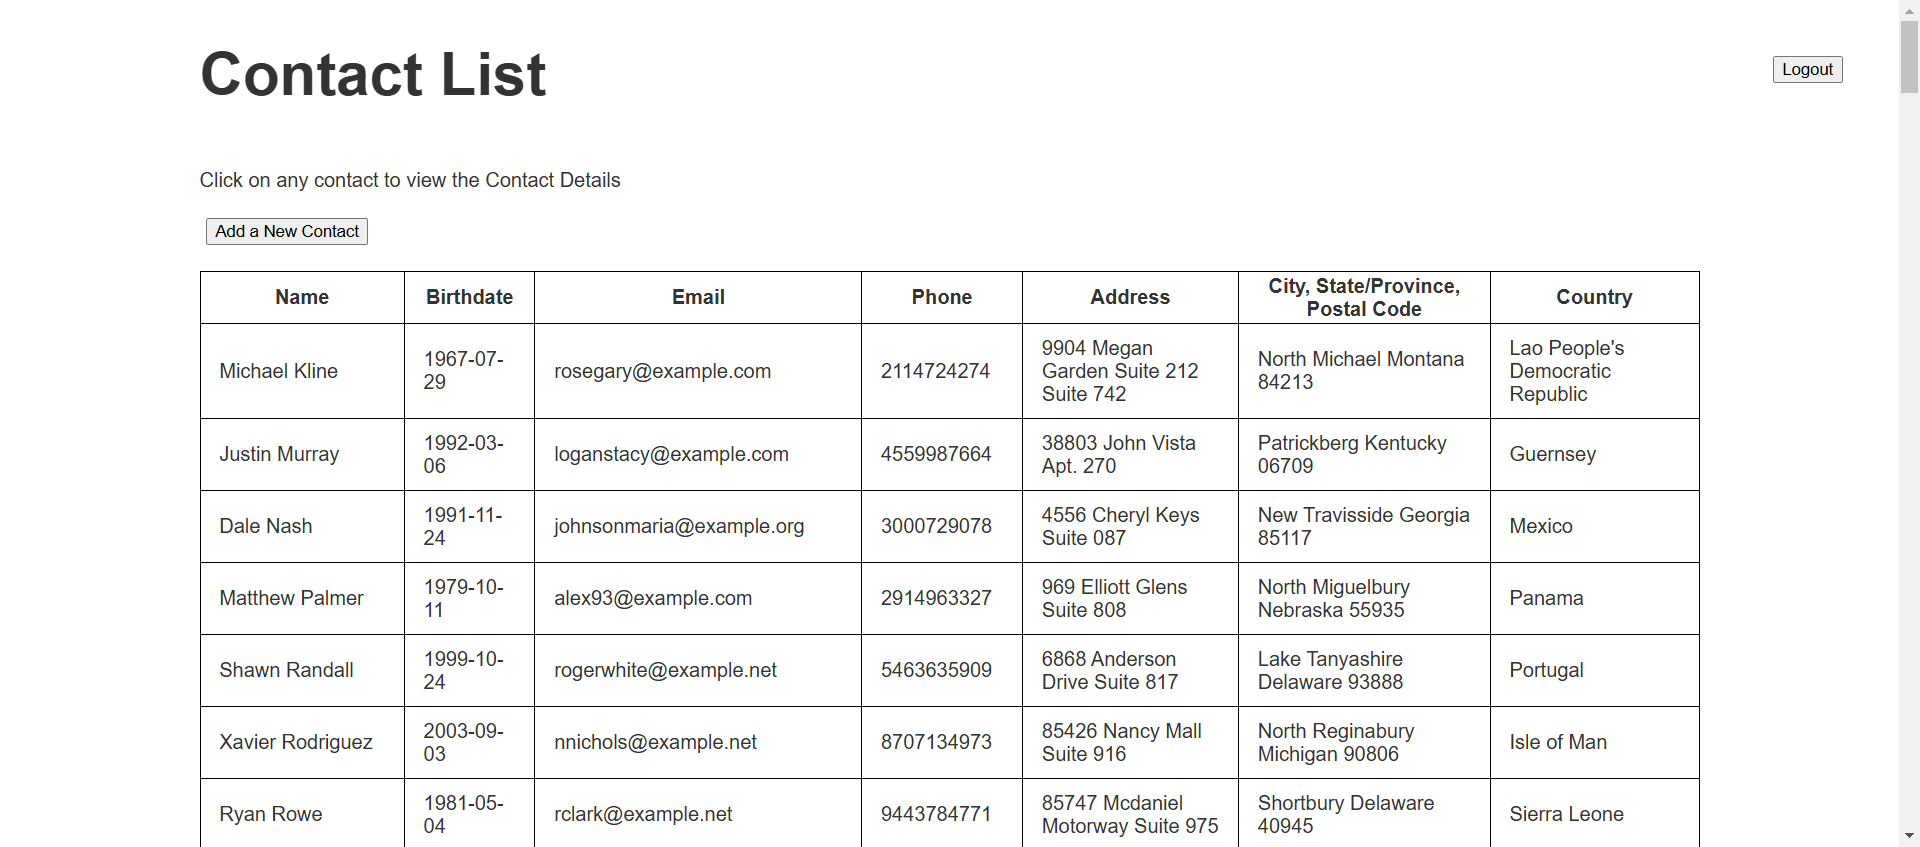 Contact List
Logout
Click on any contact to view the Contact Details
Add a New Contact
Name Birthdate Email Phone Address City, State/Province, Postal Code Country
Michael Kline 1967-07-29 rosegary@example.com 2114724274 9904 Megan Garden Suite 212 Suite 742 North Michael Montana 84213 Lao People's Democratic Republic
Justin Murray 1992-03-06 loganstacy@example.com 4559987664 38803 John Vista Apt. 270 Patrickberg Kentucky 06709 Guernsey
Dale Nash 1991-11-24 johnsonmaria@example.org 3000729078 4556 Cheryl Keys Suite 087 New Travisside Georgia 85117 Mexico
Matthew Palmer 1979-10-11 alex93@example.com 2914963327 969 Elliott Glens Suite 808 North Miguelbury Nebraska 55935 Panama
Shawn Randall 1999-10-24 rogerwhite@example.net 5463635909 6868 Anderson Drive Suite 817 Lake Tanyashire Delaware 93888 Portugal
Xavier Rodriguez 2003-09-03 nnichols@example.net 8707134973 85426 Nancy Mall Suite 916 North Reginabury Michigan 90806 Isle of Man
Ryan Rowe 1981-05-04 rclark@example.net 9443784771 85747 Mcdaniel Motorway Suite 975 Shortbury Delaware 40945 Sierra Leone